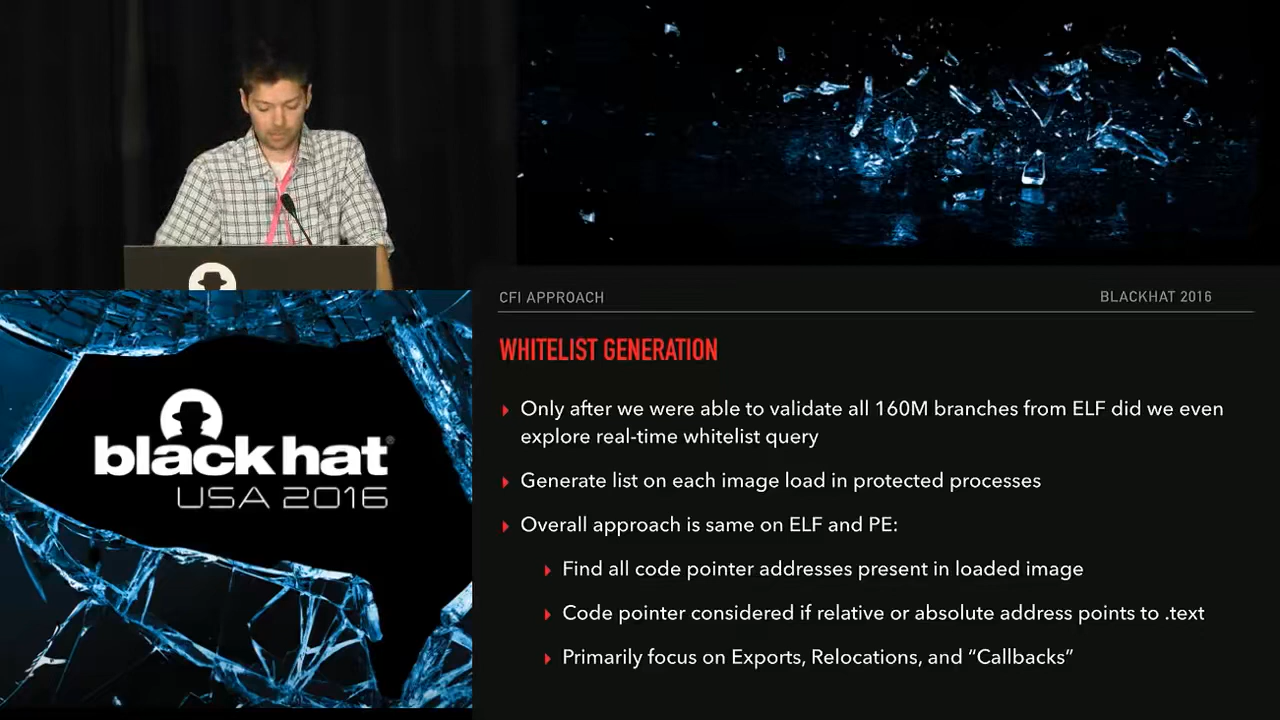 CFI APPROACH
BLACKHAT 2016
WHITELIST GENERATION
Only after we were able to validate all 160M branches from ELF did we even
explore real-time whitelist query
Generate list on each image load in protected processes
Overall approach is same on ELF and PE:
Find all code pointer addresses present in loaded image
Code pointer considered if relative or absolute address points to .text
Primarily focus on Exports, Relocations, and “Callbacks”
black hat®
USA 2016